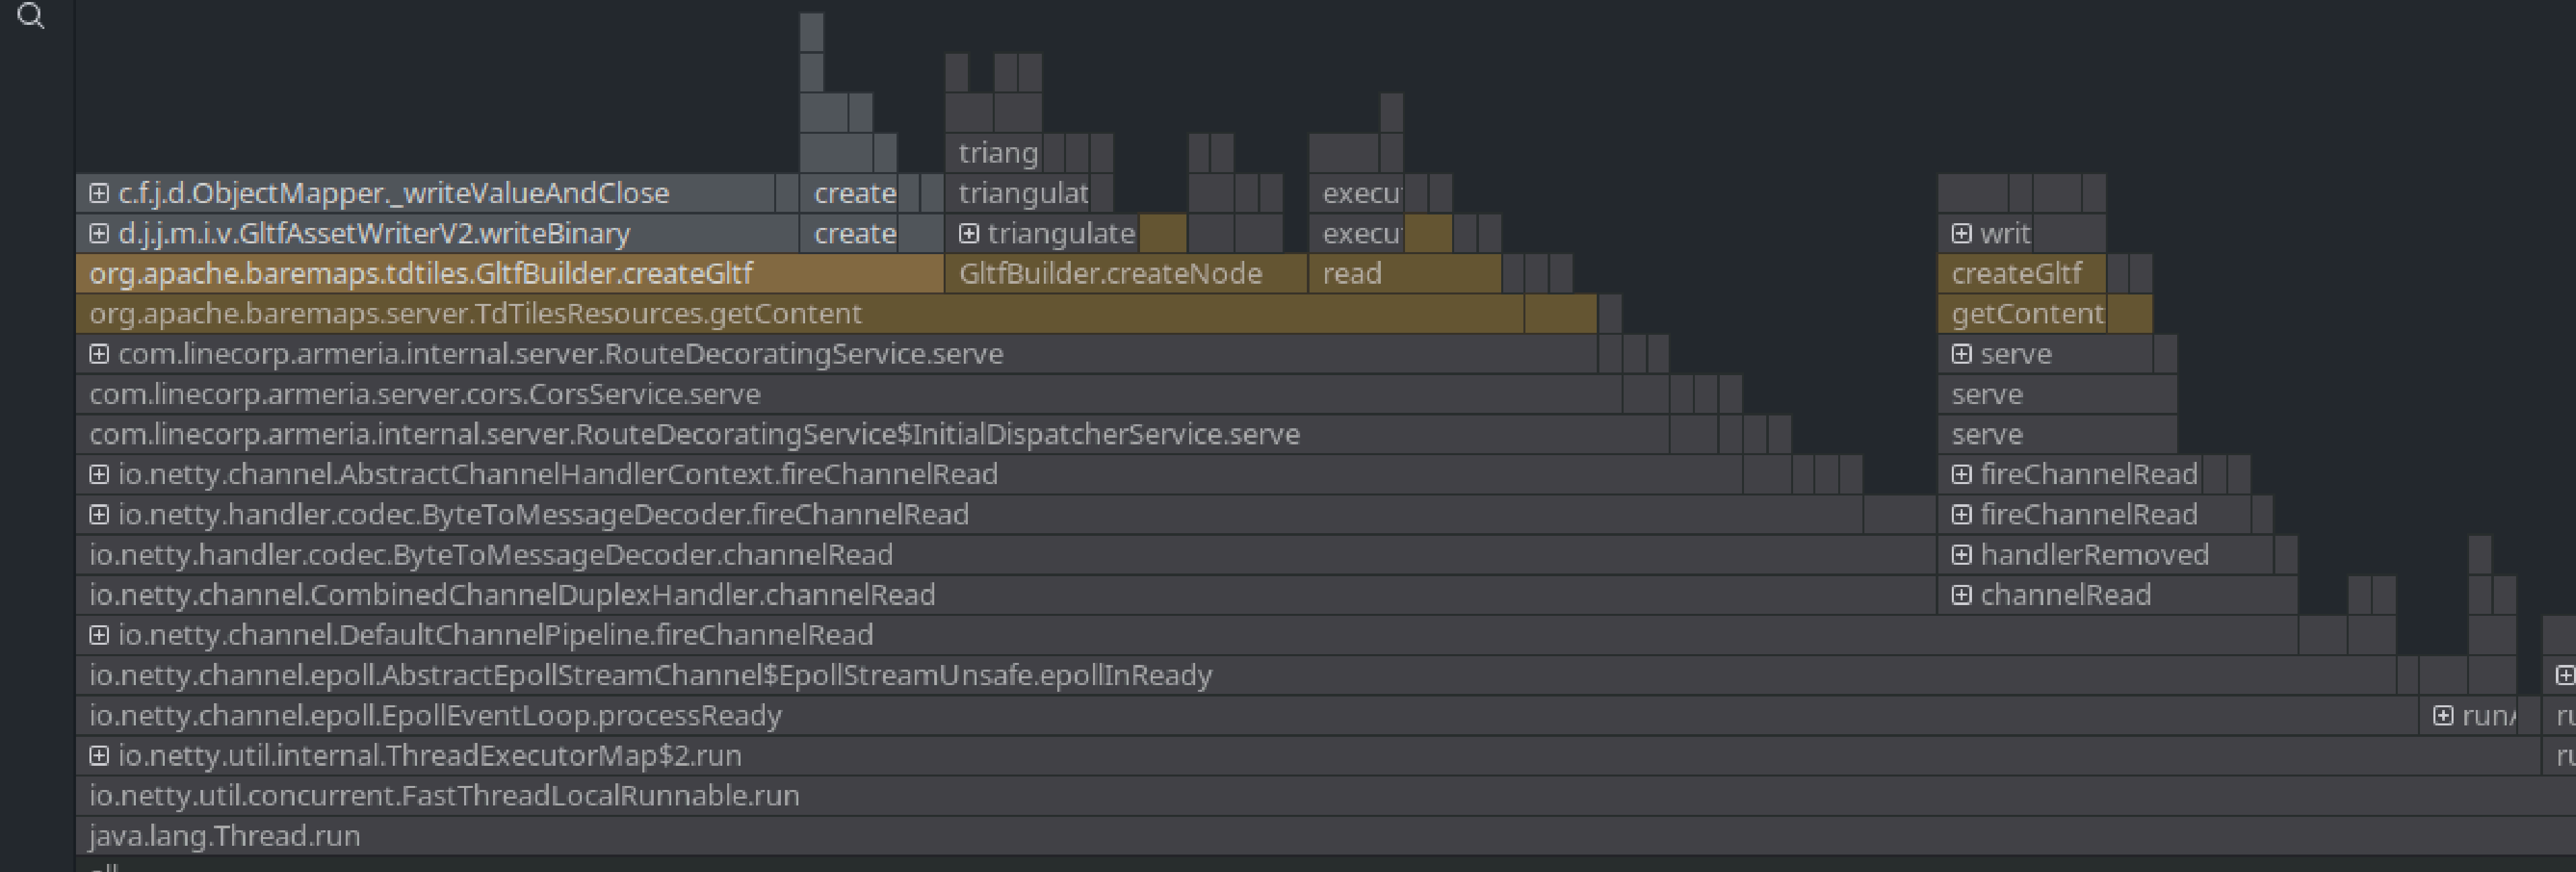 triang
c.f.j.d.ObjectMapper._writeValueAndClose create triangulat execu
d.j.j.m.i.v.GltfAssetWriterV2.writeBinary create triangulate execu writ
org.apache.baremaps.tdtiles.GltfBuilder.createGltf GltfBuilder.createNode read createGltf
org.apache.baremaps.server.TdTilesResources.getContent getContent
com.linecorp.armeria.internal.server.RouteDecoratingService.serve serve
com.linecorp.armeria.server.cors.CorsService.serve serve
com.linecorp.armeria.internal.server.RouteDecoratingService$InitialDispatcherService.serve serve
io.netty.channel.AbstractChannelHandlerContext.fireChannelRead fireChannelRead
io.netty.handler.codec.ByteToMessageDecoder.fireChannelRead fireChannelRead
io.netty.handler.codec.ByteToMessageDecoder.channelRead handlerRemoved
io.netty.channel.CombinedChannelDuplexHandler.channelRead channelRead
io.netty.channel.DefaultChannelPipeline.fireChannelRead
io.netty.channel.epoll.AbstractEpollStreamChannel$EpollStreamUnsafe.epollInReady
io.netty.channel.epoll.EpollEventLoop.processReady run ru
io.netty.util.internal.ThreadExecutorMap$2.run ru
io.netty.util.concurrent.FastThreadLocalRunnable.run
java.lang.Thread.run